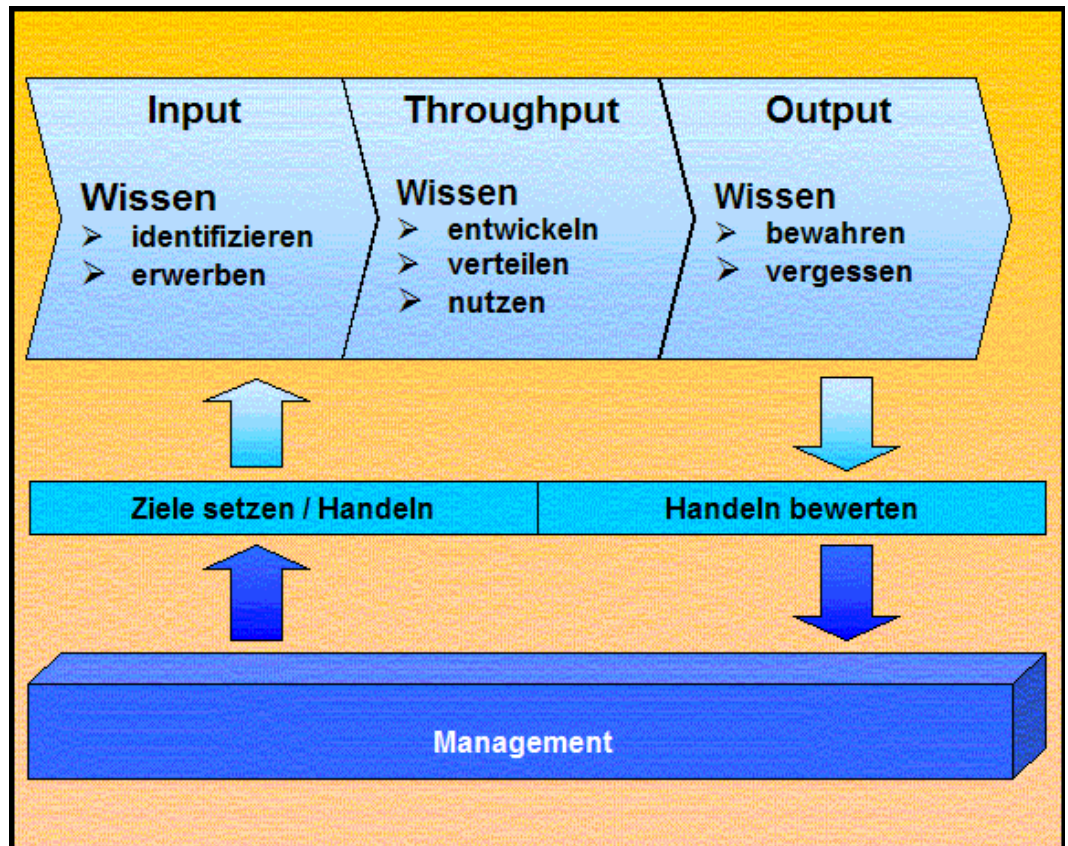 Input
Wissen
➢ identifizieren
➢ erwerben
Throughput
Wissen
➢ entwickeln
➢ verteilen
➢ nutzen
Output
Wissen
➢ bewahren
➢ vergessen
Ziele setzen / Handeln
Handeln bewerten
Management